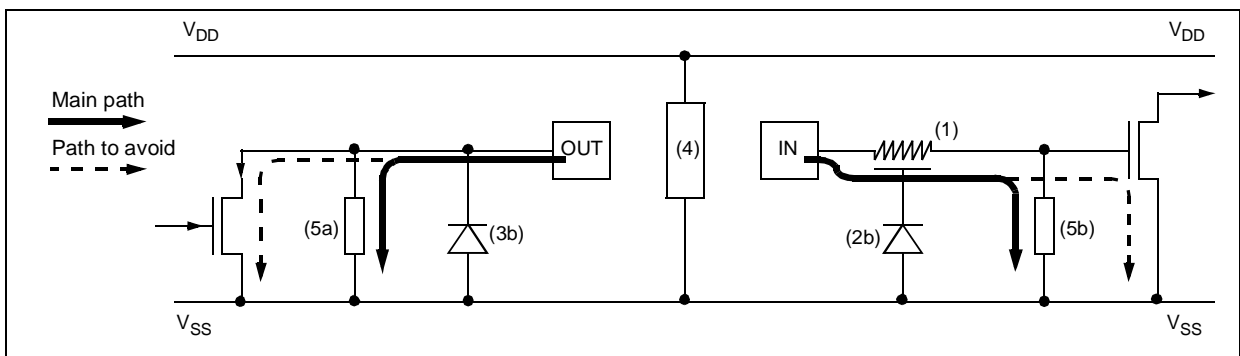 VDD
VDD
Main path
Path to avoid
OUT
(4)
IN
(1)
(5a)
(3b)
(2b)
(5b)
VSS
VSS